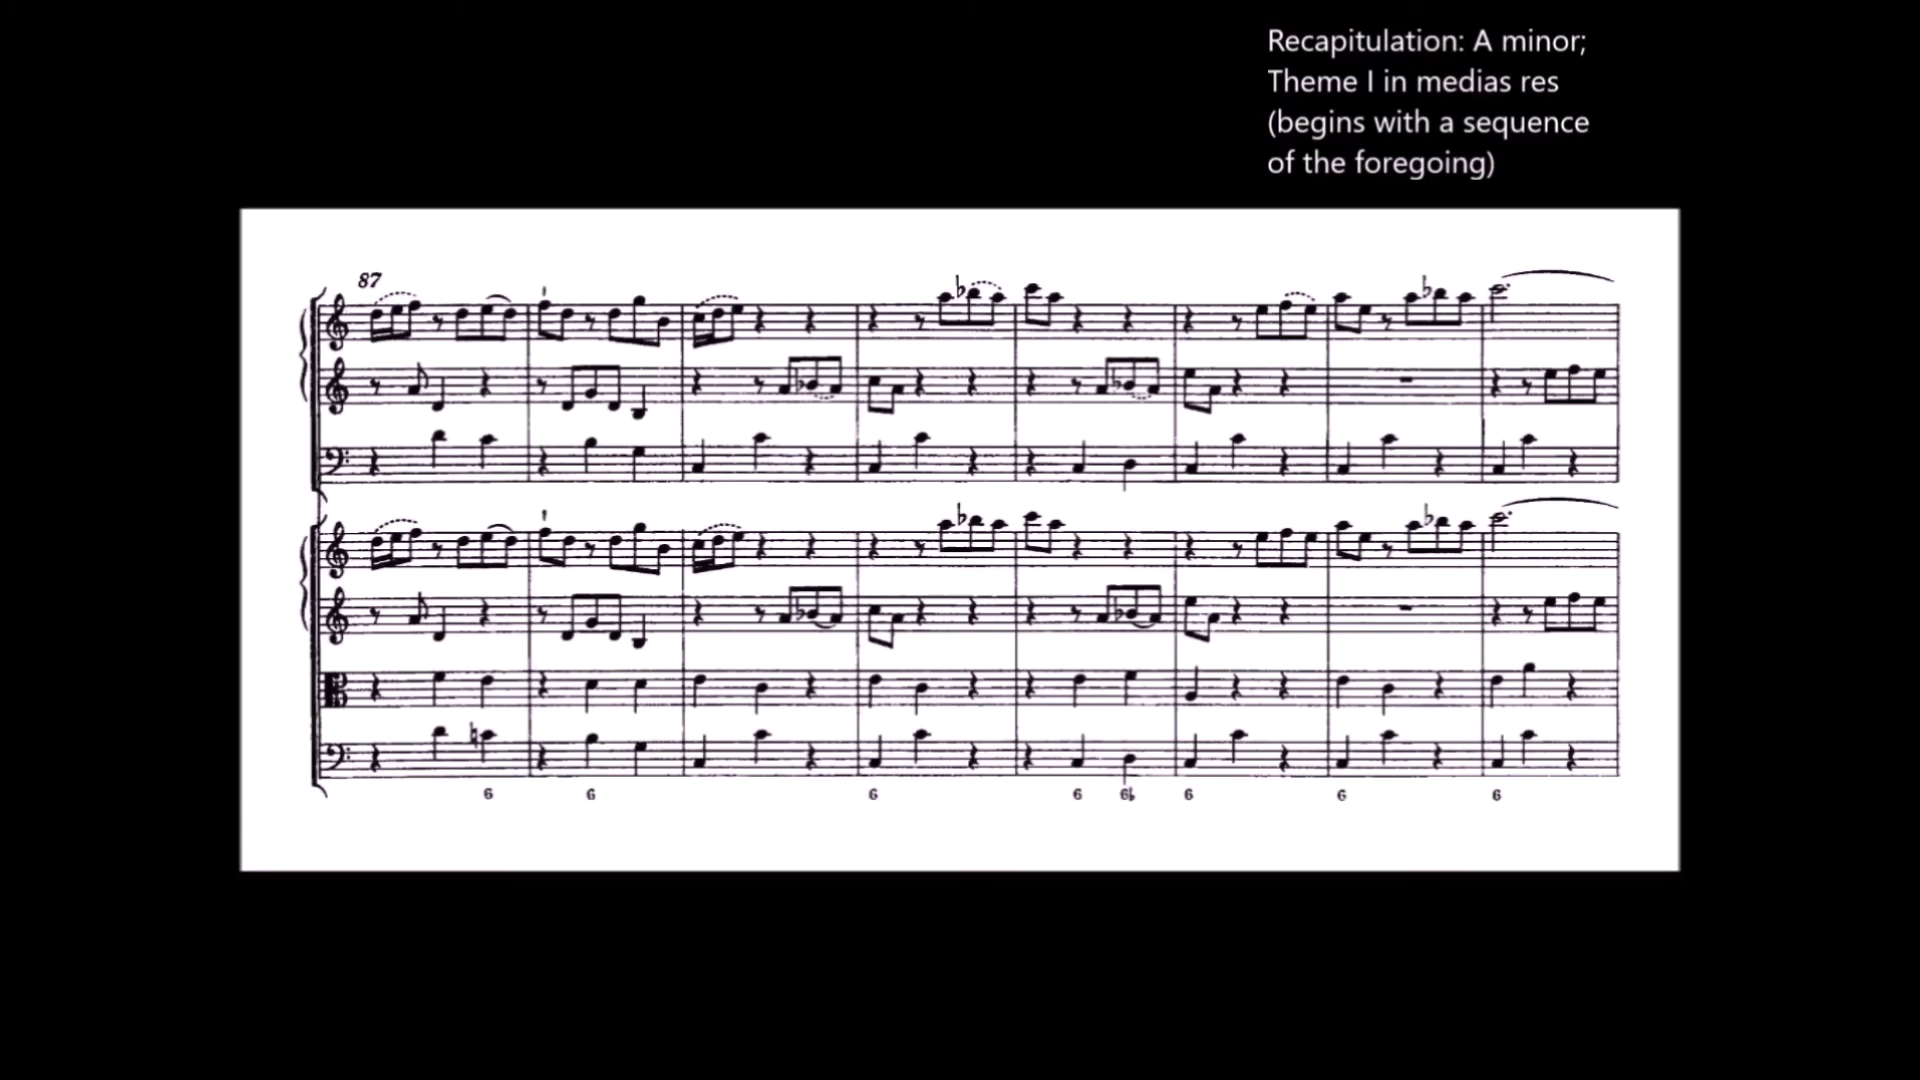 Recapitulation: A minor;
Theme I in medias res
(begins with a sequence
of the foregoing)
87
6 6 6 6 6♭ 6 6 6